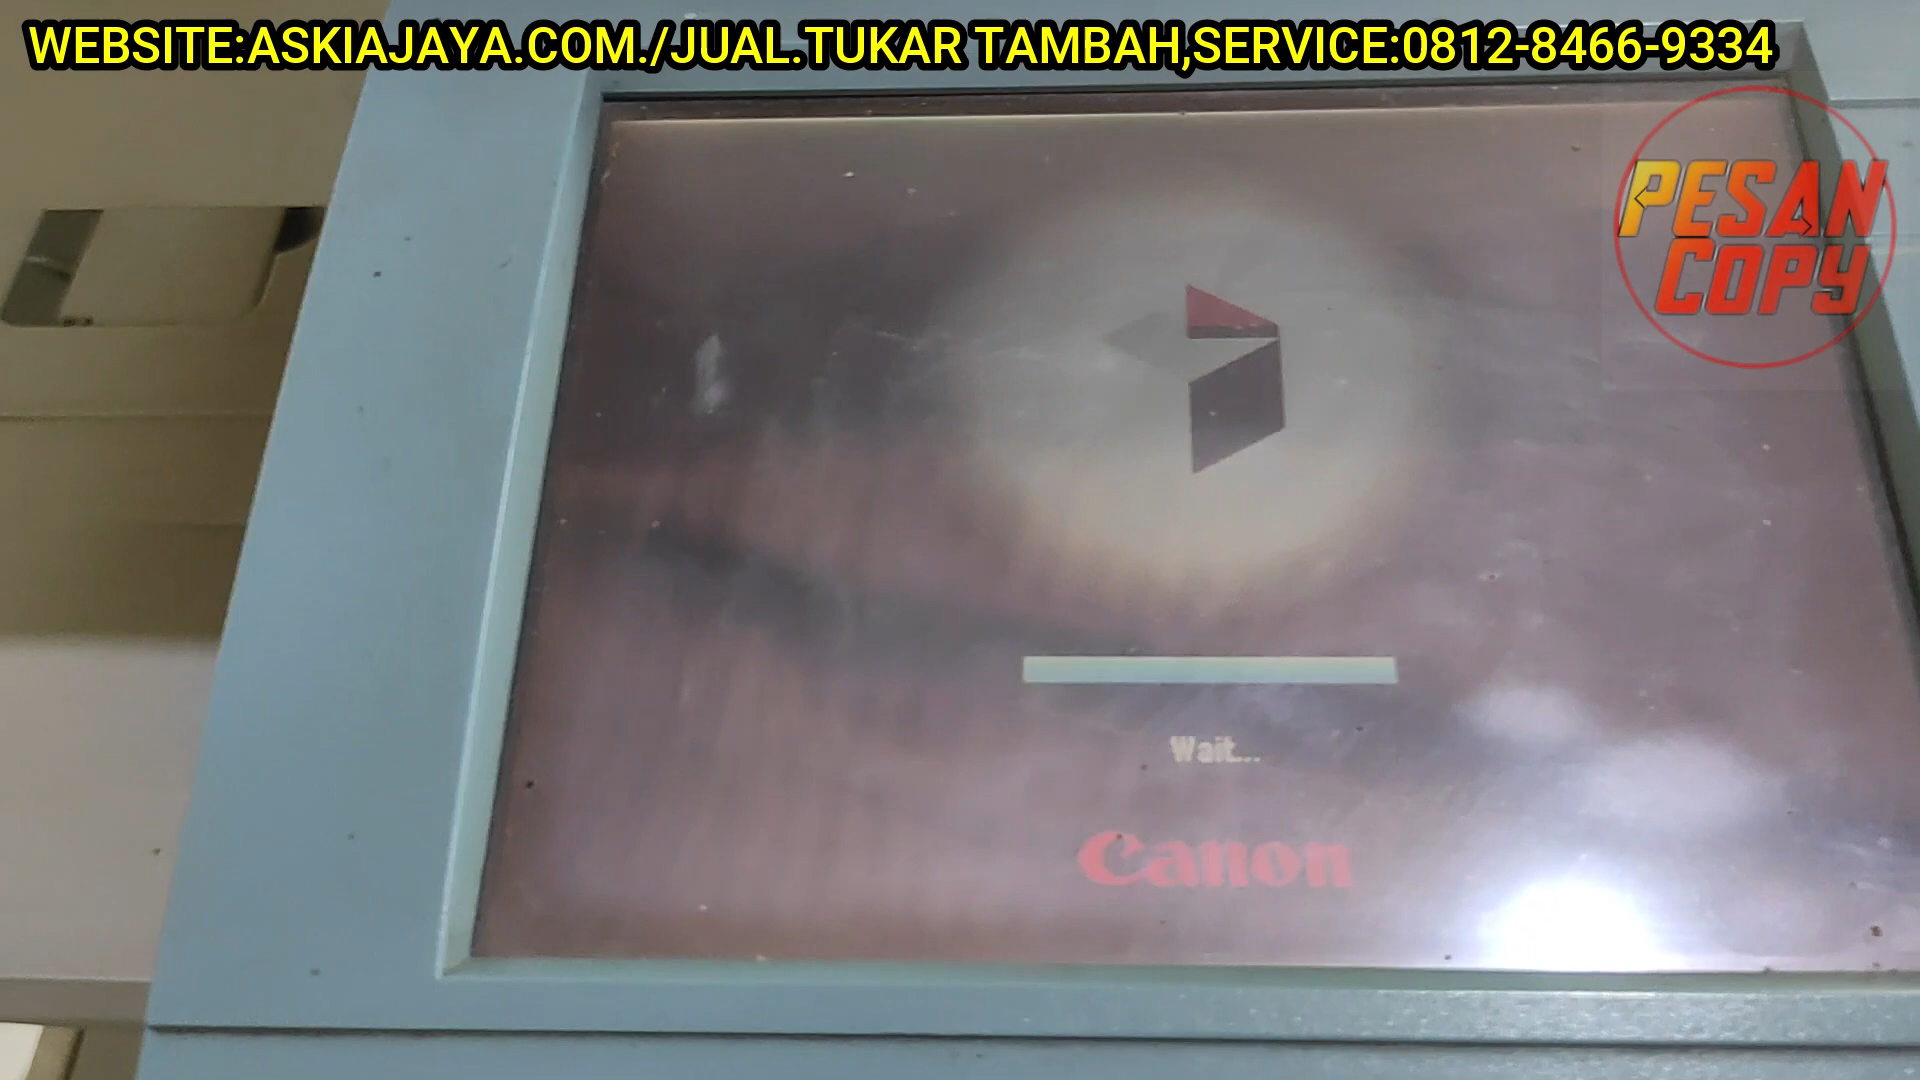 WEBSITE:ASKIAJAYA.COM./JUAL.TUKAR TAMBAH,SERVICE:0812-8466-9334
PESAN
COPY
Wait...
Canon